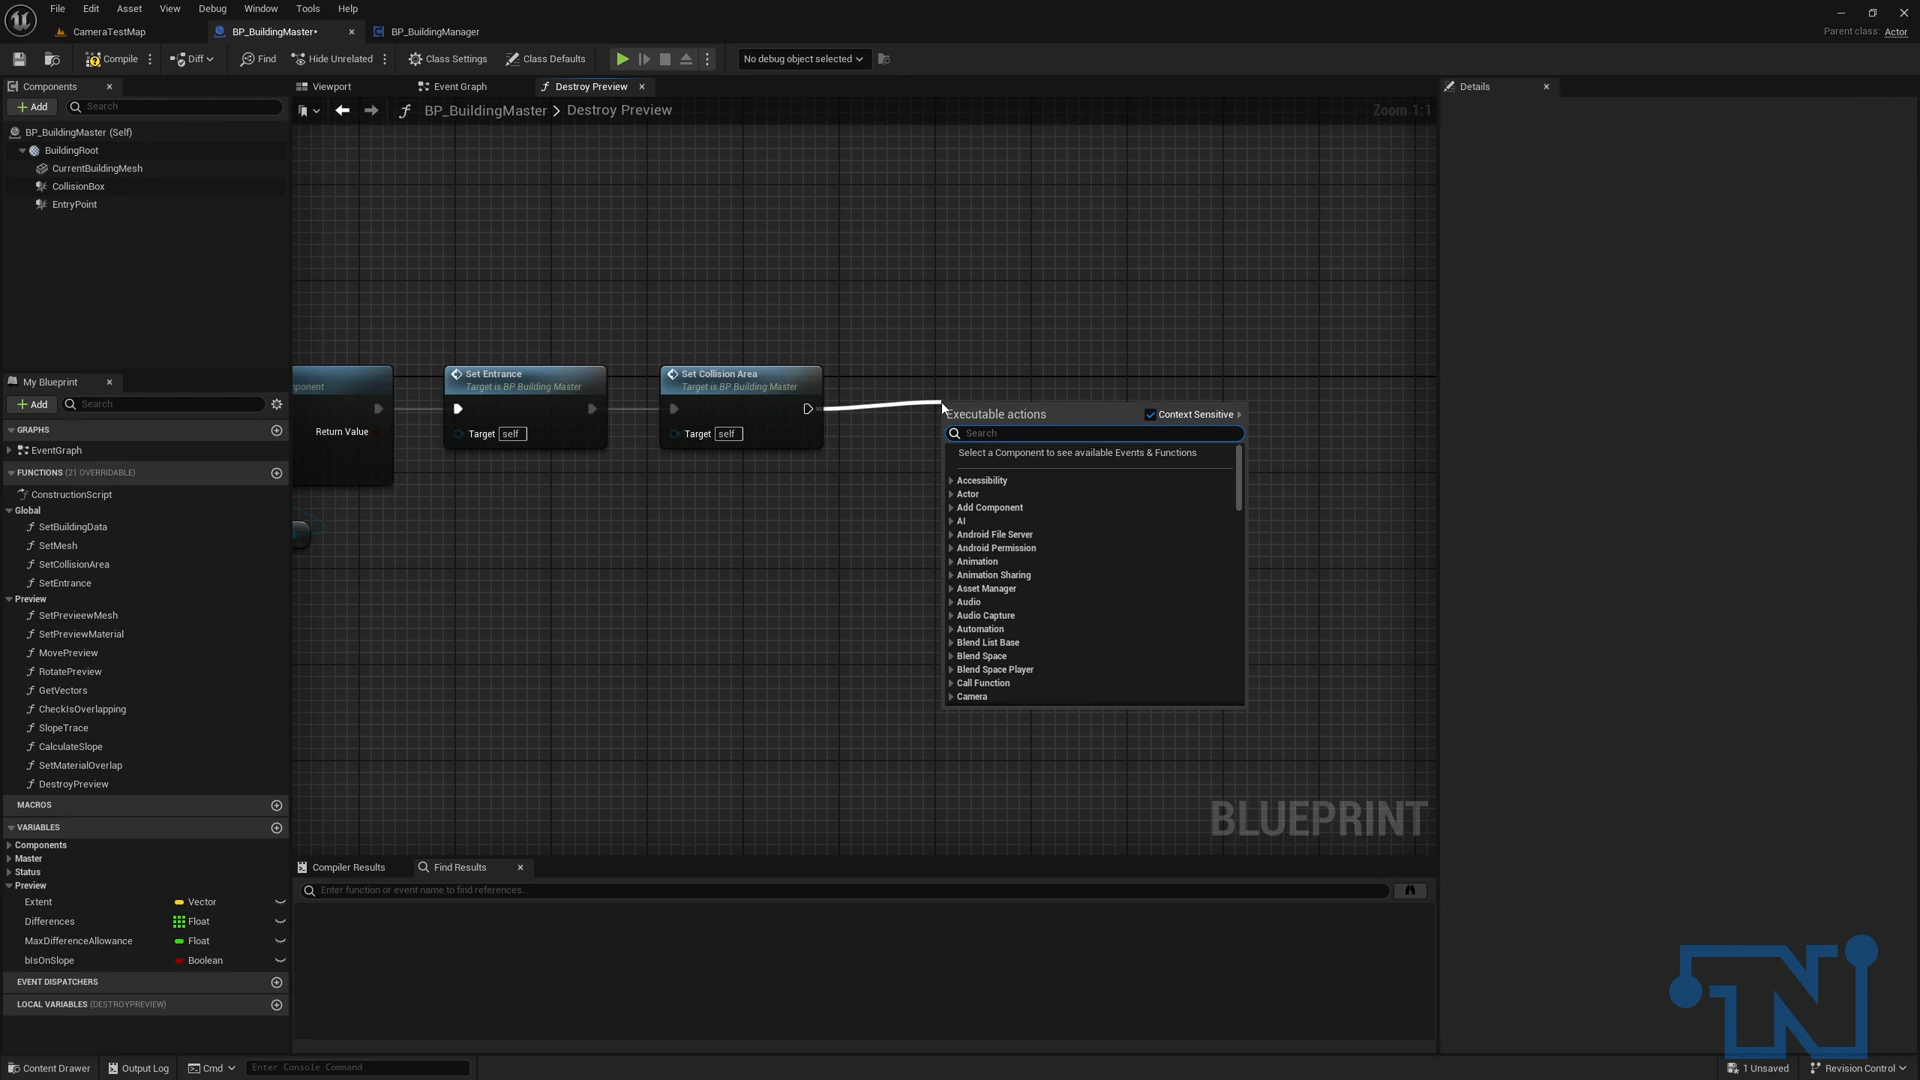 File Edit Asset View Debug Window Tools Help
CameraTestMap BP_BuildingMaster• BP_BuildingManager Parent class: Actor
Compile Diff Find Hide Unrelated Class Settings Class Defaults No debug object selected
Components Viewport Event Graph Destroy Preview Details
Add Search BP_BuildingMaster > Destroy Preview Zoom 1:1
BP_BuildingMaster (Self)
BuildingRoot
CurrentBuildingMesh
CollisionBox
EntryPoint
My Blueprint
Add Search
GRAPHS
EventGraph
FUNCTIONS (21 OVERRIDABLE)
ConstructionScript
Global
SetBuildingData
SetMesh
SetCollisionArea
SetEntrance
Preview
SetPrevieewMesh
SetPreviewMaterial
MovePreview
RotatePreview
GetVectors
CheckIsOverlapping
SlopeTrace
CalculateSlope
SetMaterialOverlap
DestroyPreview
MACROS
VARIABLES
Components
Master
Status
Preview
Extent Vector
Differences Float
MaxDifferenceAllowance Float
bIsOnSlope Boolean
EVENT DISPATCHERS
LOCAL VARIABLES (DESTROYPREVIEW)
ponent
Return Value
Set Entrance
Target is BP Building Master
Target self
Set Collision Area
Target is BP Building Master
Target self
Executable actions Context Sensitive
Search
Select a Component to see available Events & Functions
Accessibility
Actor
Add Component
AI
Android File Server
Android Permission
Animation
Animation Sharing
Asset Manager
Audio
Audio Capture
Automation
Blend List Base
Blend Space
Blend Space Player
Call Function
Camera
BLUEPRINT
Compiler Results Find Results
Enter function or event name to find references...
TN
Content Drawer Output Log Cmd Enter Console Command 1 Unsaved Revision Control